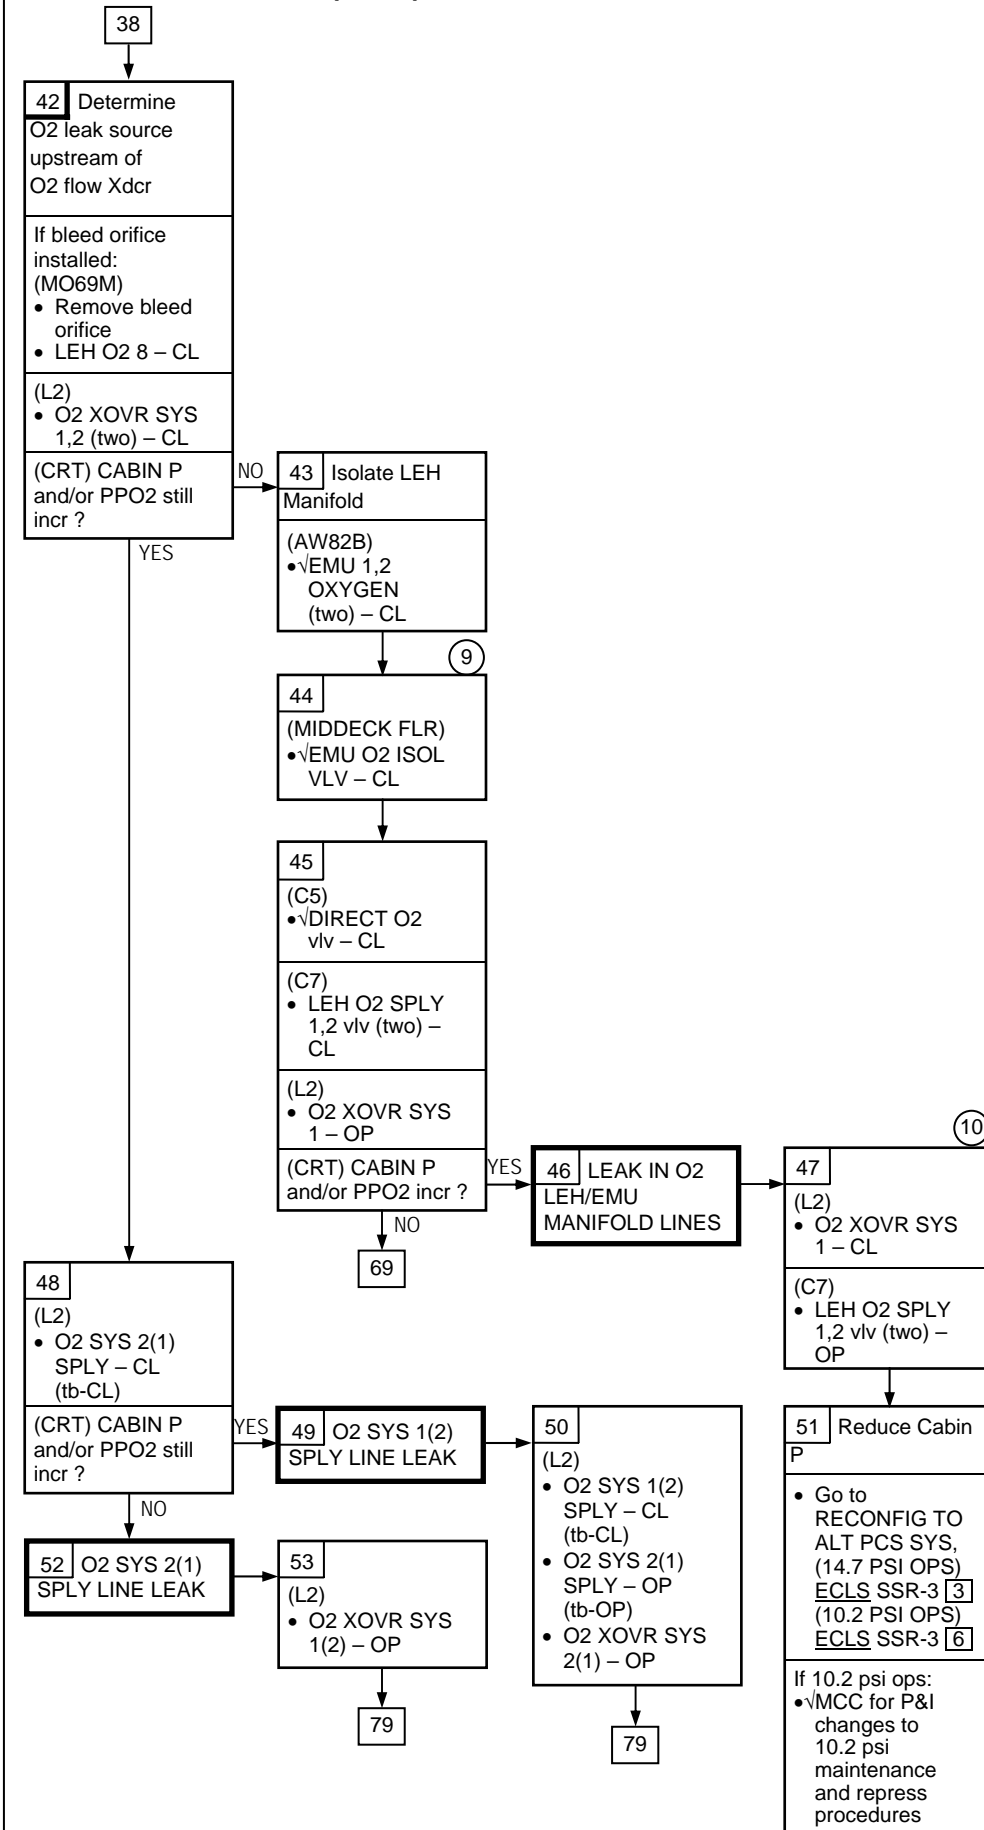 38
42 Determine
O2 leak source
upstream of
O2 flow Xdcr
If bleed orifice
installed:
(MO69M)
• Remove bleed
orifice
• LEH O2 8 – CL
(L2)
• O2 XOVR SYS
1,2 (two) – CL
(CRT) CABIN P
and/or PPO2 still
incr ?
NO
YES
43 Isolate LEH
Manifold
(AW82B)
•√EMU 1,2
OXYGEN
(two) – CL
9
44
(MIDDECK FLR)
•√EMU O2 ISOL
VLV – CL
45
(C5)
•√DIRECT O2
vlv – CL
(C7)
• LEH O2 SPLY
1,2 vlv (two) –
CL
(L2)
• O2 XOVR SYS
1 – OP
(CRT) CABIN P
and/or PPO2 incr ?
YES
NO
69
46 LEAK IN O2
LEH/EMU
MANIFOLD LINES
10
47
(L2)
• O2 XOVR SYS
1 – CL
(C7)
• LEH O2 SPLY
1,2 vlv (two) –
OP
48
(L2)
• O2 SYS 2(1)
SPLY – CL
(tb-CL)
(CRT) CABIN P
and/or PPO2 still
incr ?
YES
NO
49 O2 SYS 1(2)
SPLY LINE LEAK
50
(L2)
• O2 SYS 1(2)
SPLY – CL
(tb-CL)
• O2 SYS 2(1)
SPLY – OP
(tb-OP)
• O2 XOVR SYS
2(1) – OP
79
51 Reduce Cabin
P
• Go to
RECONFIG TO
ALT PCS SYS,
(14.7 PSI OPS)
ECLS SSR-3 3
(10.2 PSI OPS)
ECLS SSR-3 6
If 10.2 psi ops:
•√MCC for P&I
changes to
10.2 psi
maintenance
and repress
procedures
52 O2 SYS 2(1)
SPLY LINE LEAK
53
(L2)
• O2 XOVR SYS
1(2) – OP
79